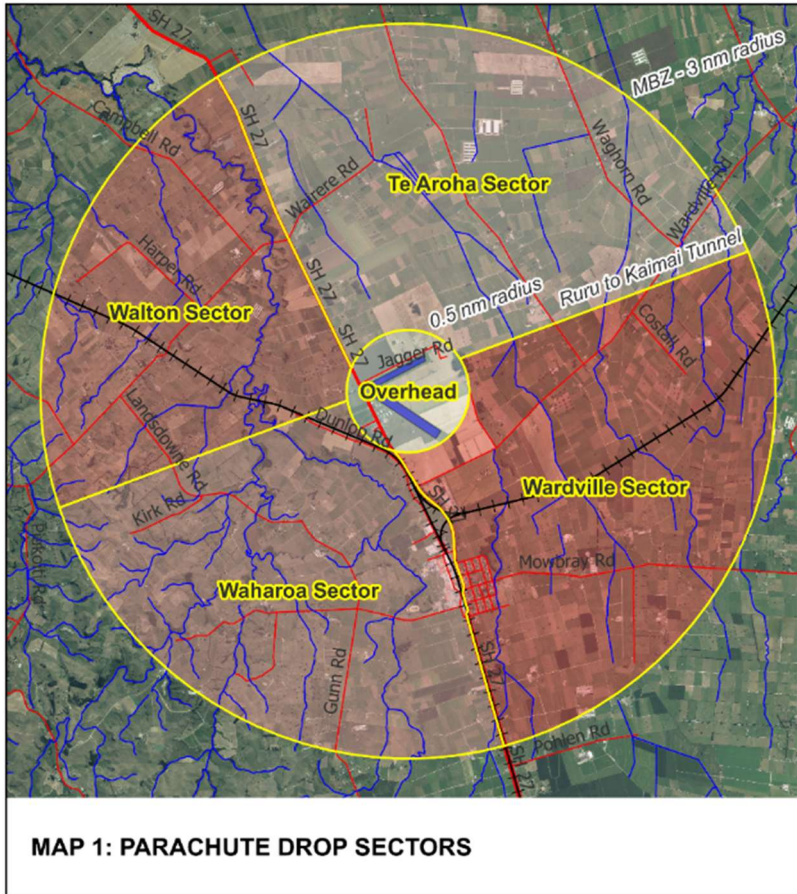 SH 27
MBZ - 3 nm radius
Campbell Rd
SH 27
Waghorn Rd
Wardville Rd
Te Aroha Sector
Wairere Rd
Harper Rd
SH 27
Ruru to Kaimai Tunnel
0.5 nm radius
Walton Sector
Costall Rd
SH 27
Jagger Rd
Overhead
Dunlop Rd
Landsdowne Rd
Wardville Sector
Kirk Rd
Mowbray Rd
Waharoa Sector
Gunn Rd
SH 27
Pohlen Rd
SH 27
MAP 1: PARACHUTE DROP SECTORS